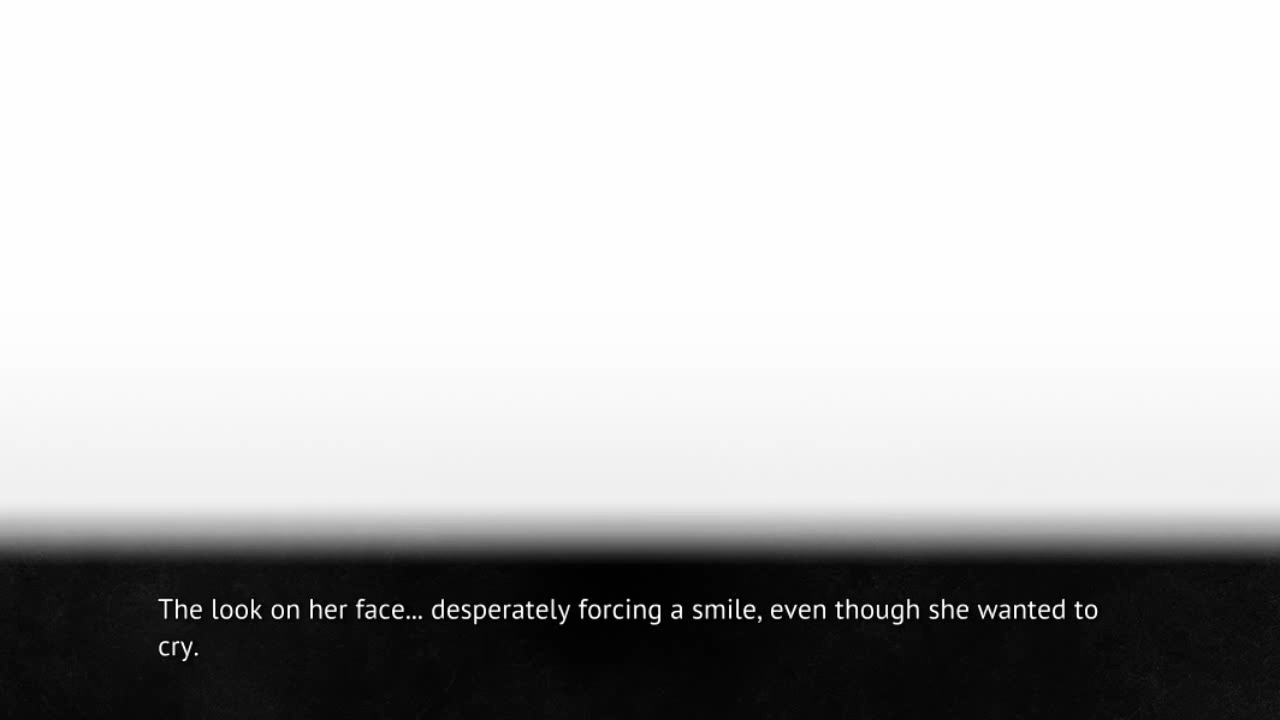 The look on her face... desperately forcing a smile, even though she wanted to
cry.